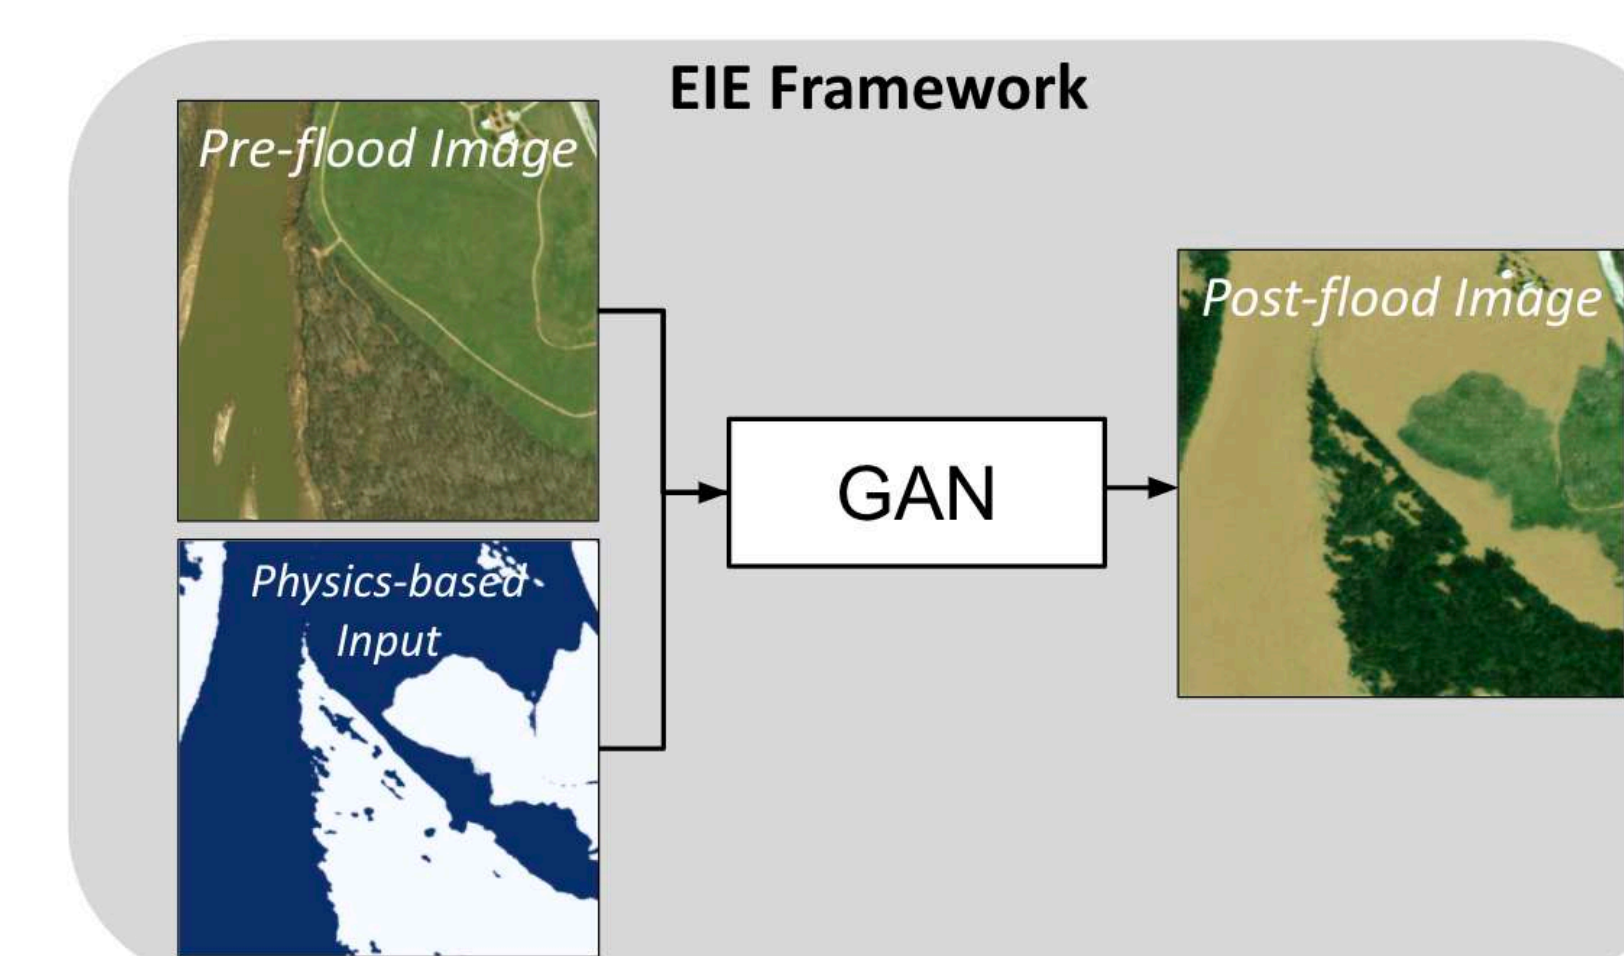 EIE Framework
Pre-flood Image
Physics-based
Input
GAN
Post-flood Image